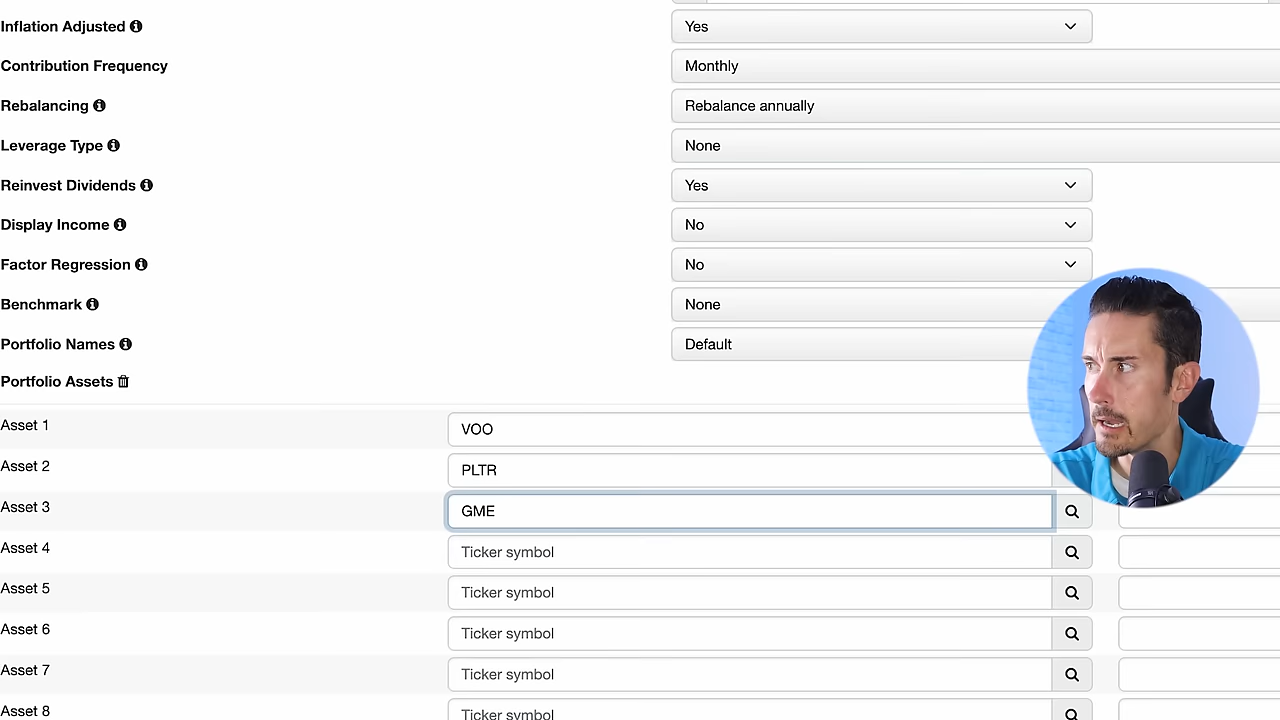 Inflation Adjusted Yes
Contribution Frequency Monthly
Rebalancing Rebalance annually
Leverage Type None
Reinvest Dividends Yes
Display Income No
Factor Regression No
Benchmark None
Portfolio Names Default
Portfolio Assets
Asset 1 VOO
Asset 2 PLTR
Asset 3 GME
Asset 4 Ticker symbol
Asset 5 Ticker symbol
Asset 6 Ticker symbol
Asset 7 Ticker symbol
Asset 8 Ticker symbol